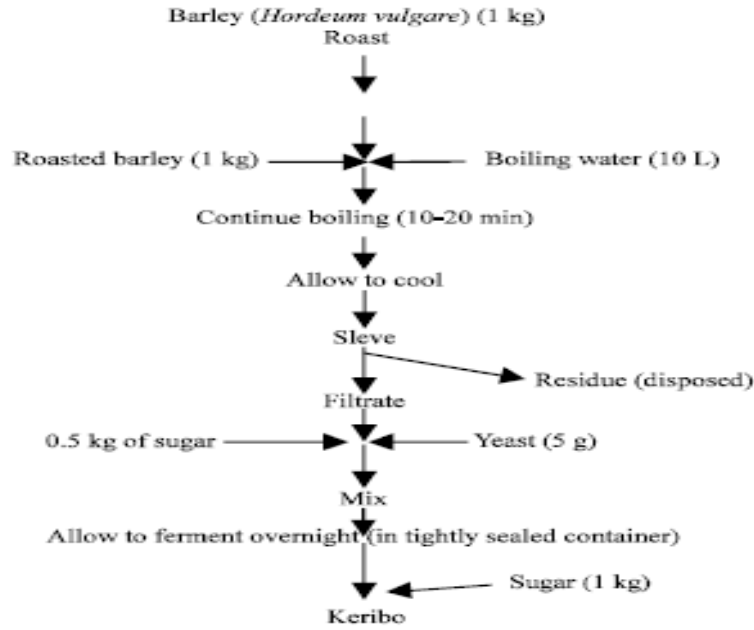 Barley (Hordeum vulgare) (1 kg)
Roast
Roasted barley (1 kg)
Boiling water (10 L)
Continue boiling (10-20 min)
Allow to cool
Sleve
Residue (disposed)
Filtrate
0.5 kg of sugar
Yeast (5 g)
Mix
Allow to ferment overnight (in tightly sealed container)
Sugar (1 kg)
Keribo